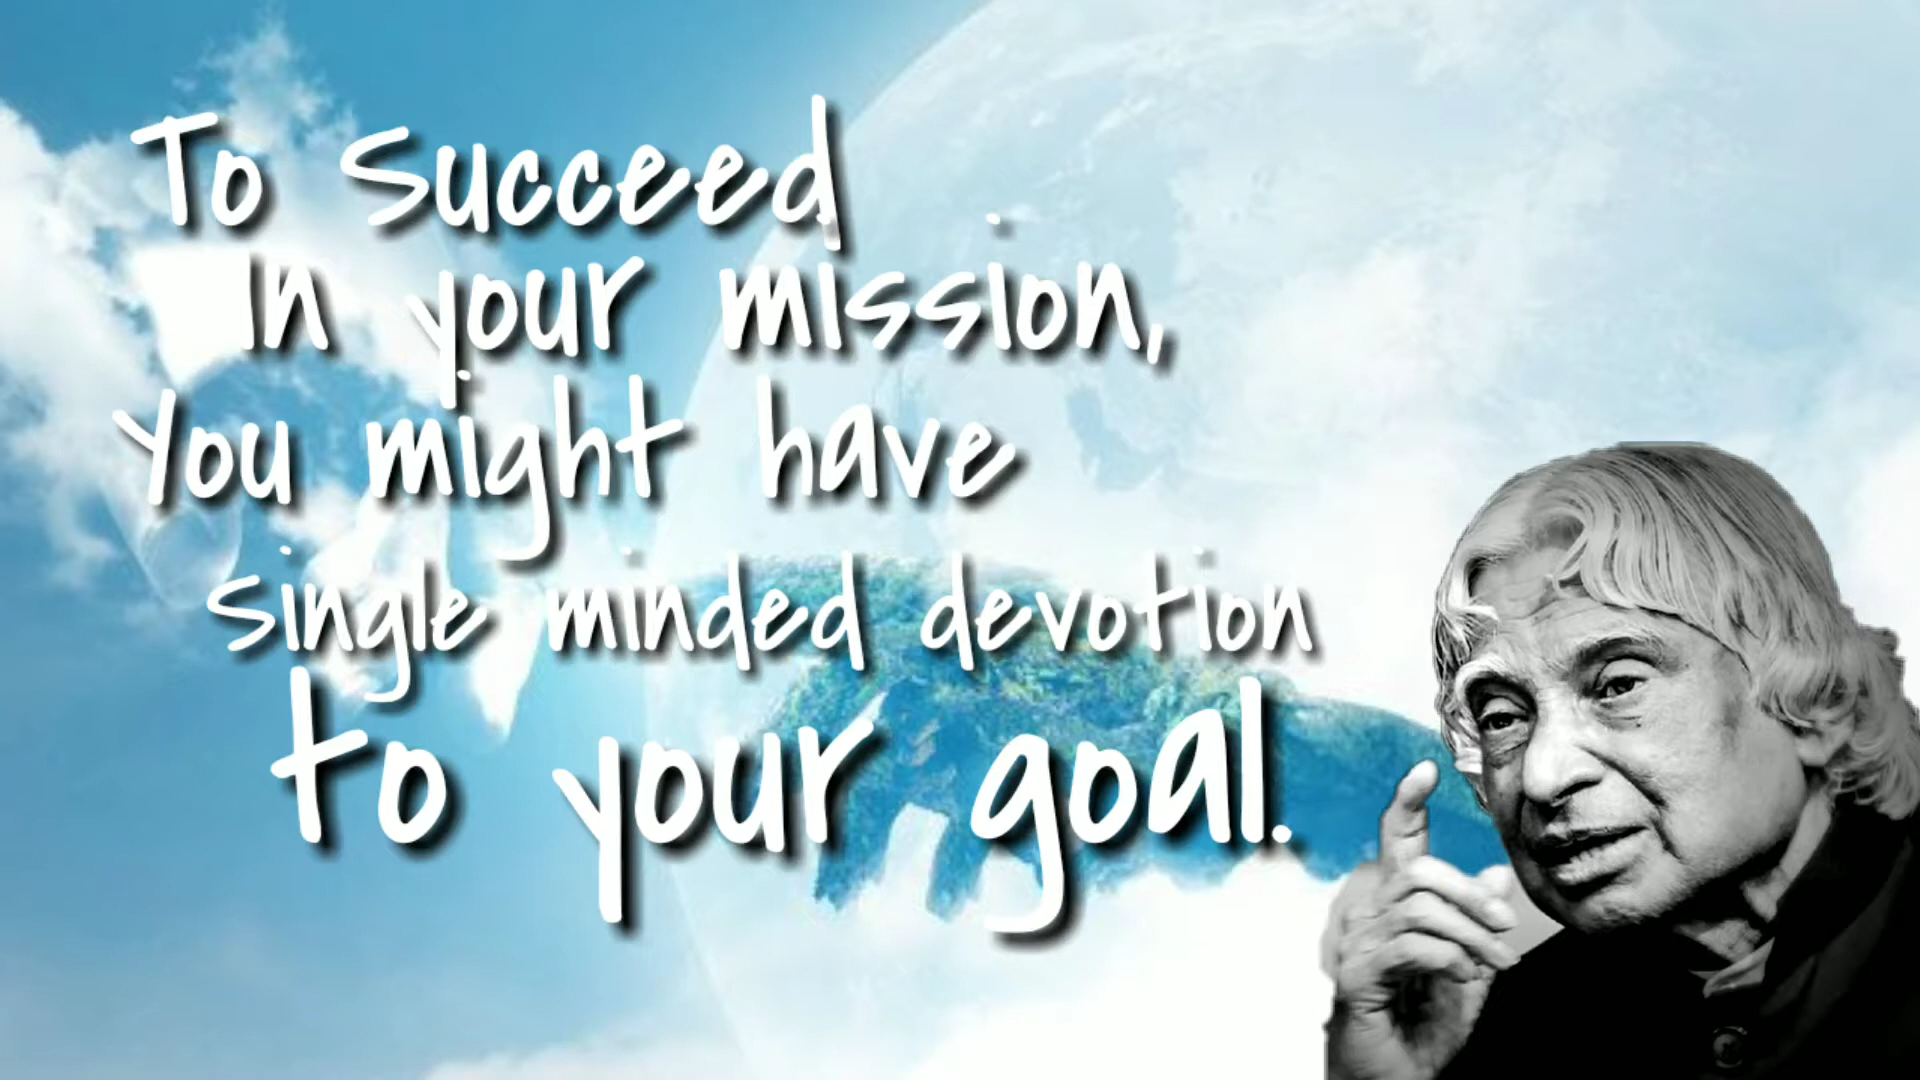 To Succeed
In your mission,
You might have
Single minded devotion
to your goal.